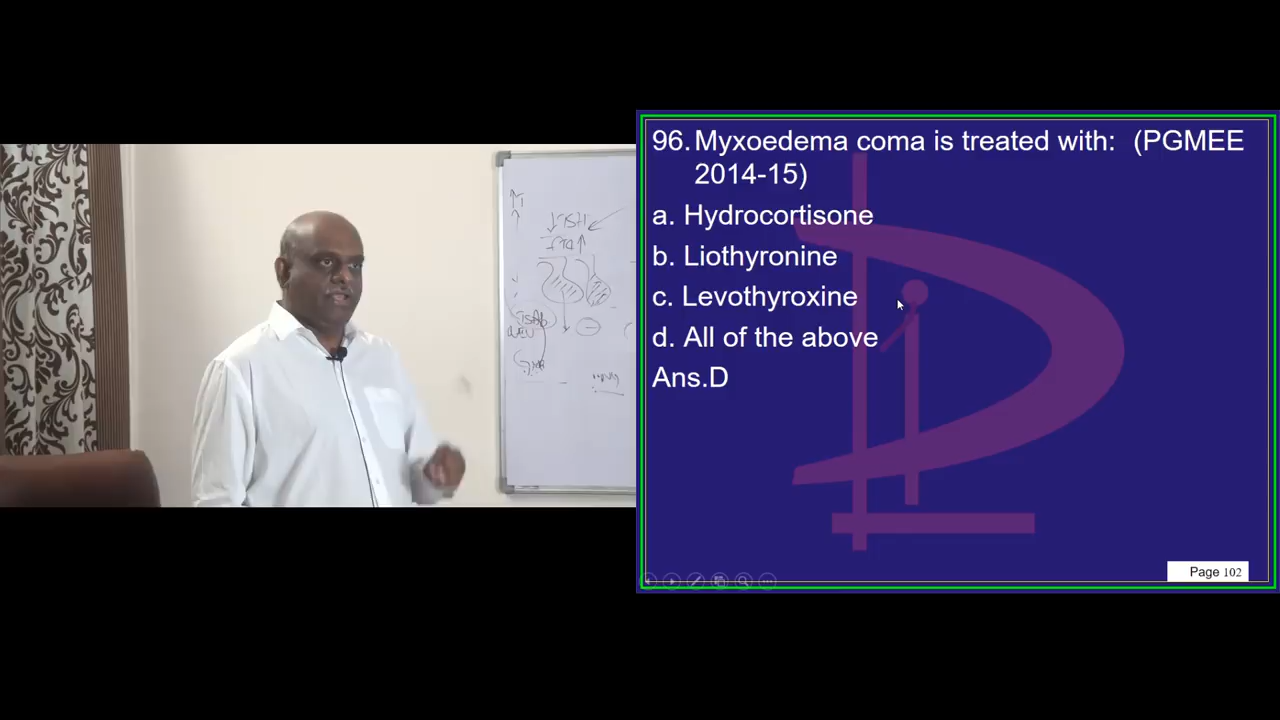 ↓TSH
96. Myxoedema coma is treated with: (PGMEE
2014-15)
a. Hydrocortisone
b. Liothyronine
c. Levothyroxine
d. All of the above
Ans.D
Page 102